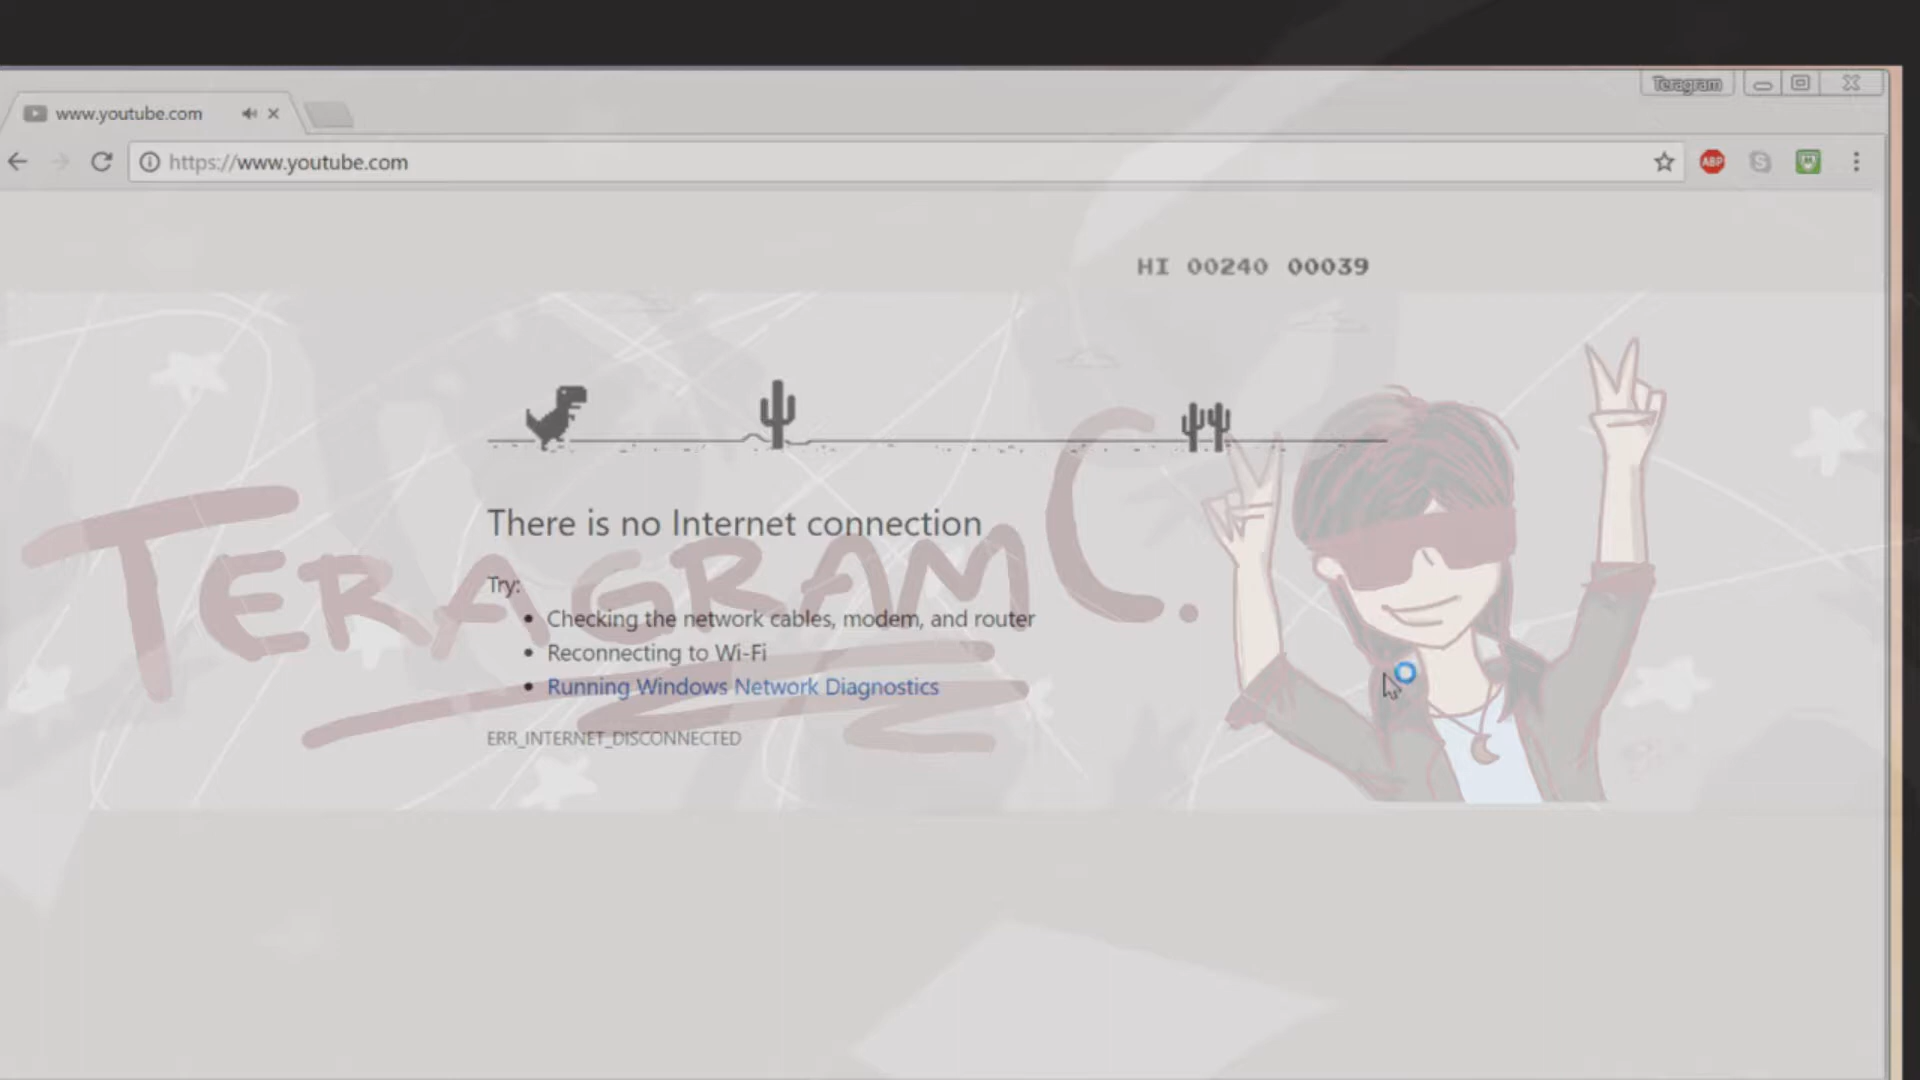 Teragram
www.youtube.com
https://www.youtube.com
ABP
HI 00240 00039
There is no Internet connection
TERAGRAM C.
Try:
Checking the network cables, modem, and router
Reconnecting to Wi-Fi
Running Windows Network Diagnostics
ERR_INTERNET_DISCONNECTED